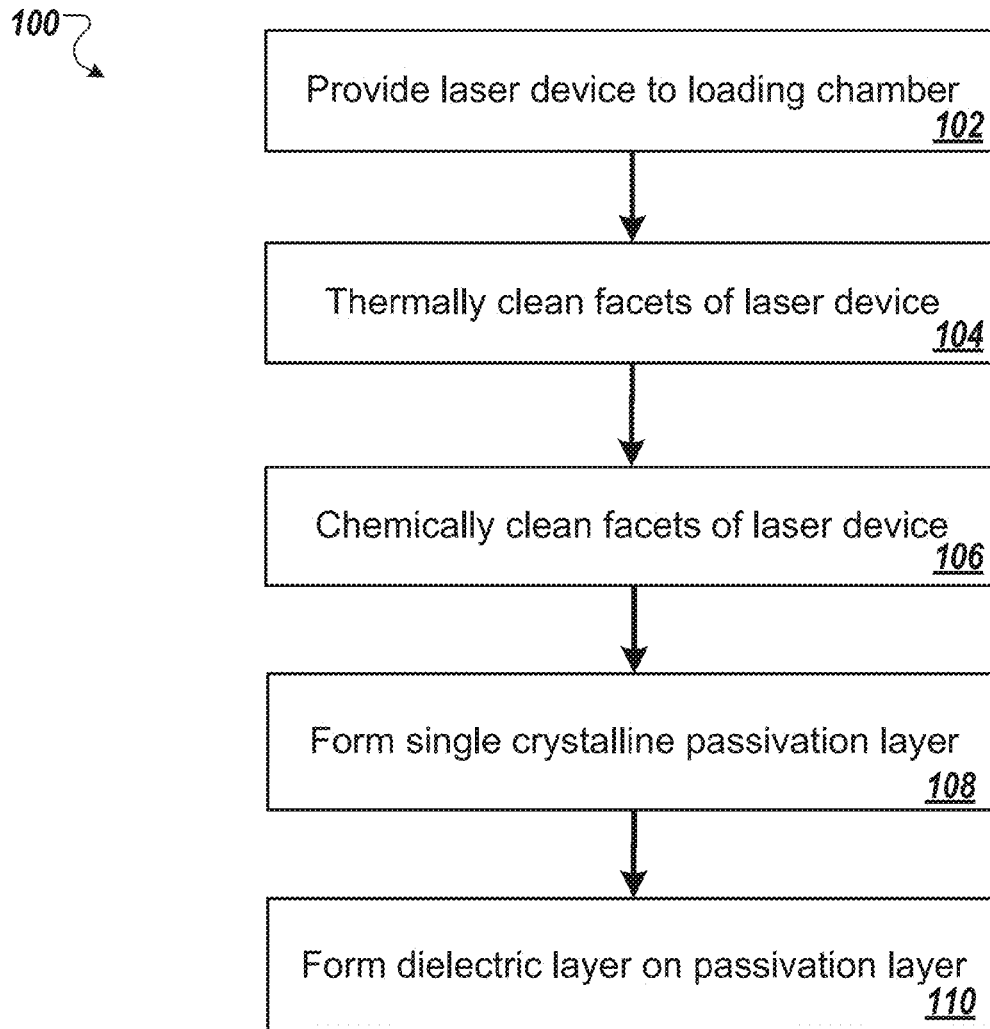 100
Provide laser device to loading chamber
102
Thermally clean facets of laser device
104
Chemically clean facets of laser device
106
Form single crystalline passivation layer
108
Form dielectric layer on passivation layer
110